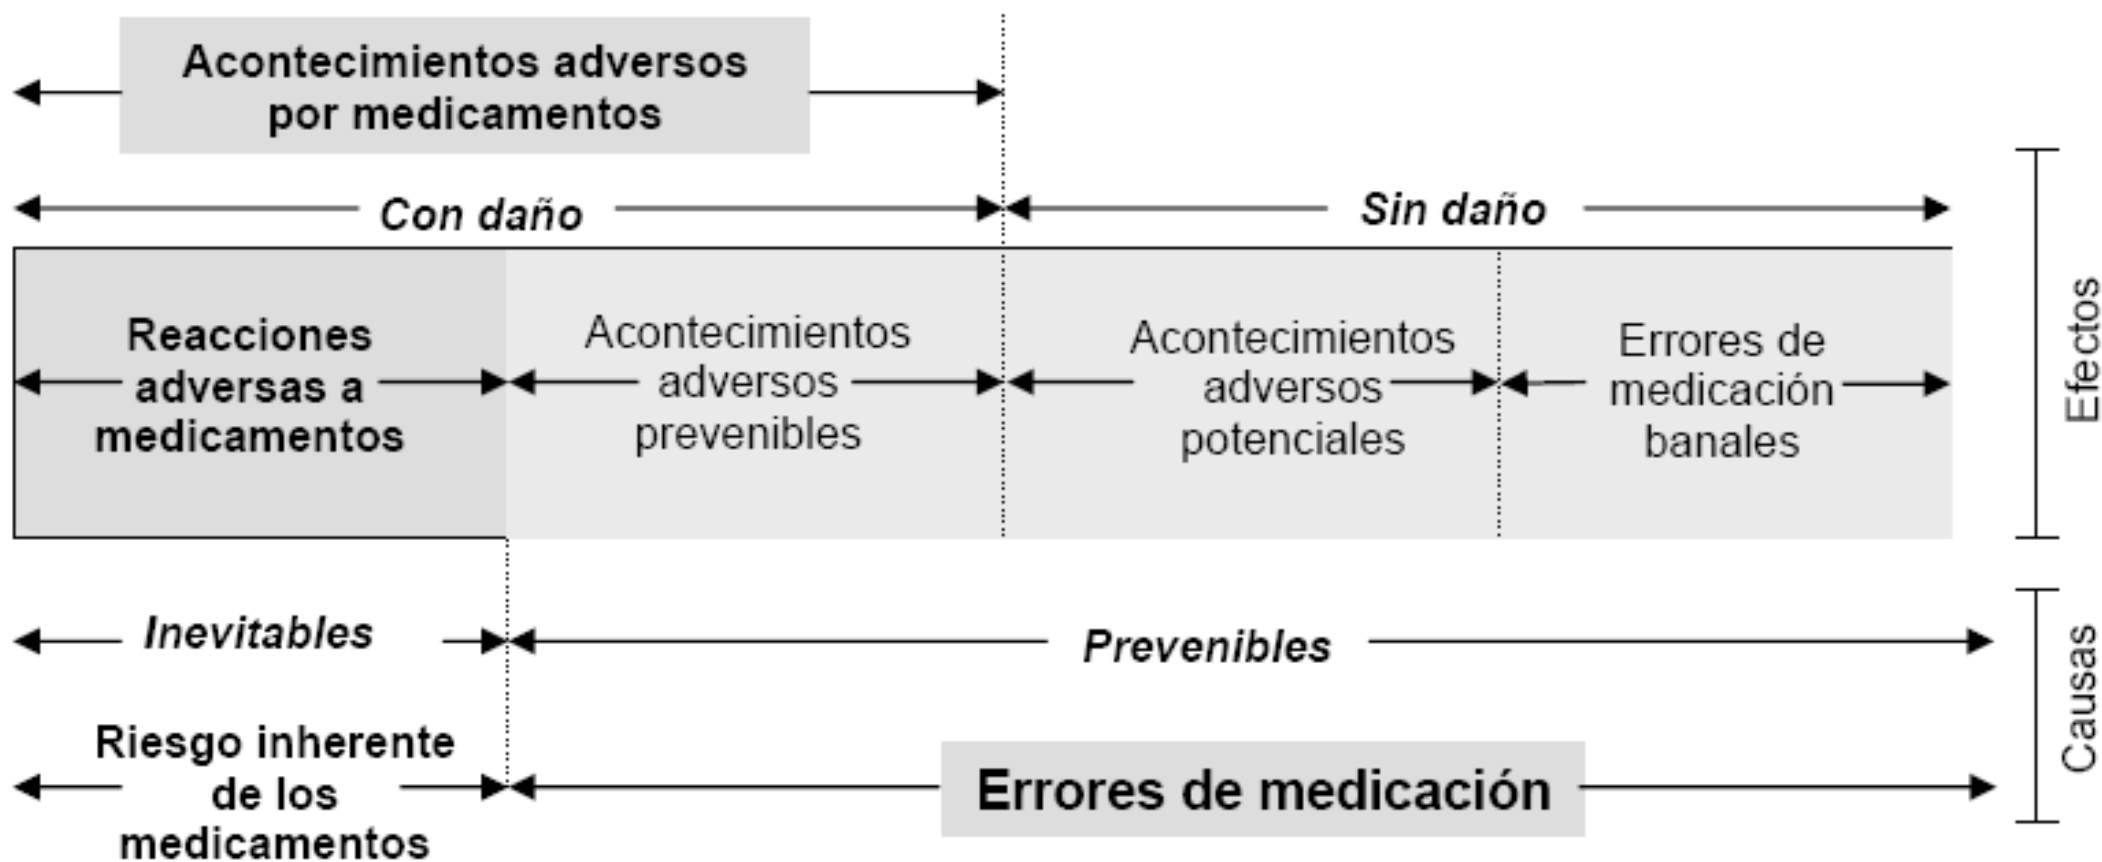 Acontecimientos adversos
por medicamentos
Con daño
Sin daño
Reacciones
adversas a
medicamentos
Acontecimientos
adversos
prevenibles
Acontecimientos
adversos
potenciales
Errores de
medicación
banales
Efectos
Inevitables
Prevenibles
Riesgo inherente
de los
medicamentos
Errores de medicación
Causas